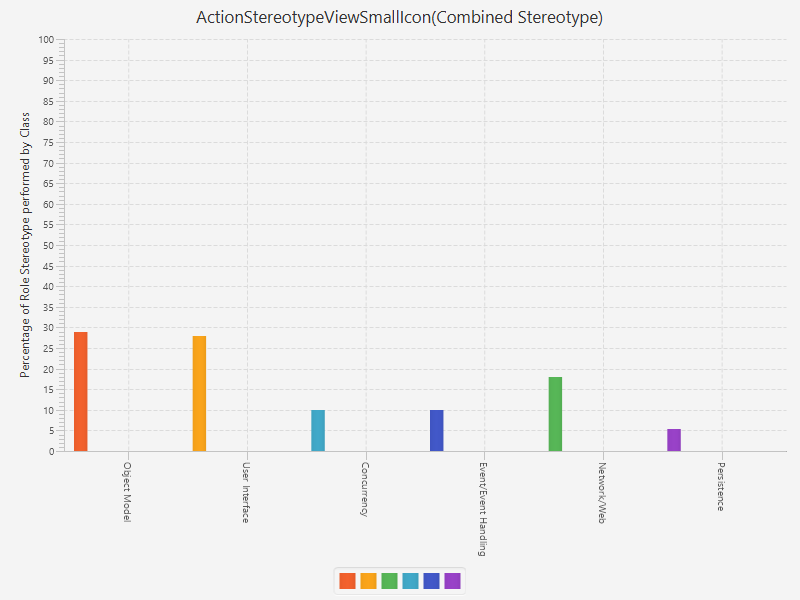 ActionStereotypeViewSmallIcon(Combined Stereotype)
Percentage of Role Stereotype performed by Class
100
95
90
85
80
75
70
65
60
55
50
45
40
35
30
25
20
15
10
5
0
Object Model
User Interface
Concurrency
Event/Event Handling
Network/Web
Persistence